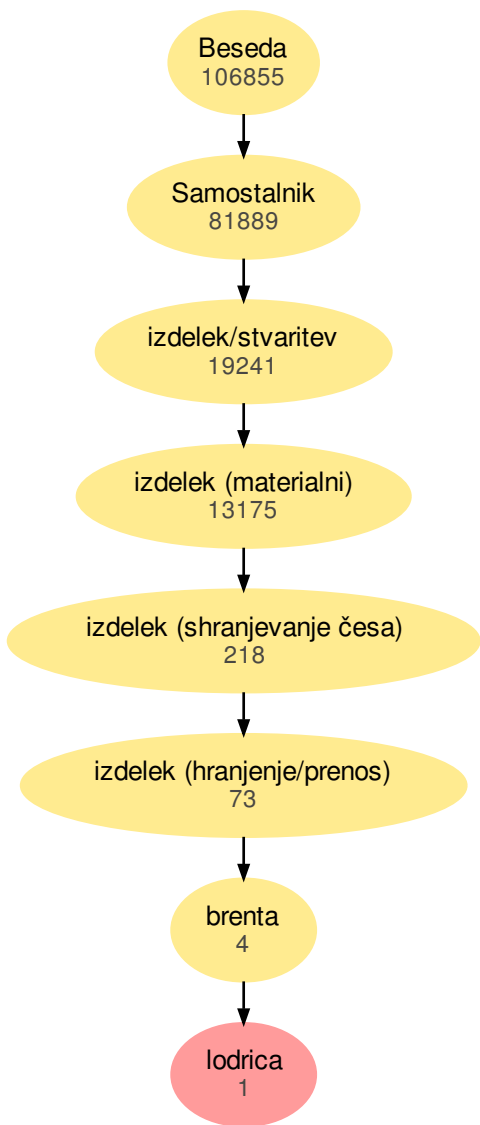 Beseda
106855
Samostalnik
81889
izdelek/stvaritev
19241
izdelek (materialni)
13175
izdelek (shranjevanje česa)
218
izdelek (hranjenje/prenos)
73
brenta
4
lodrica
1